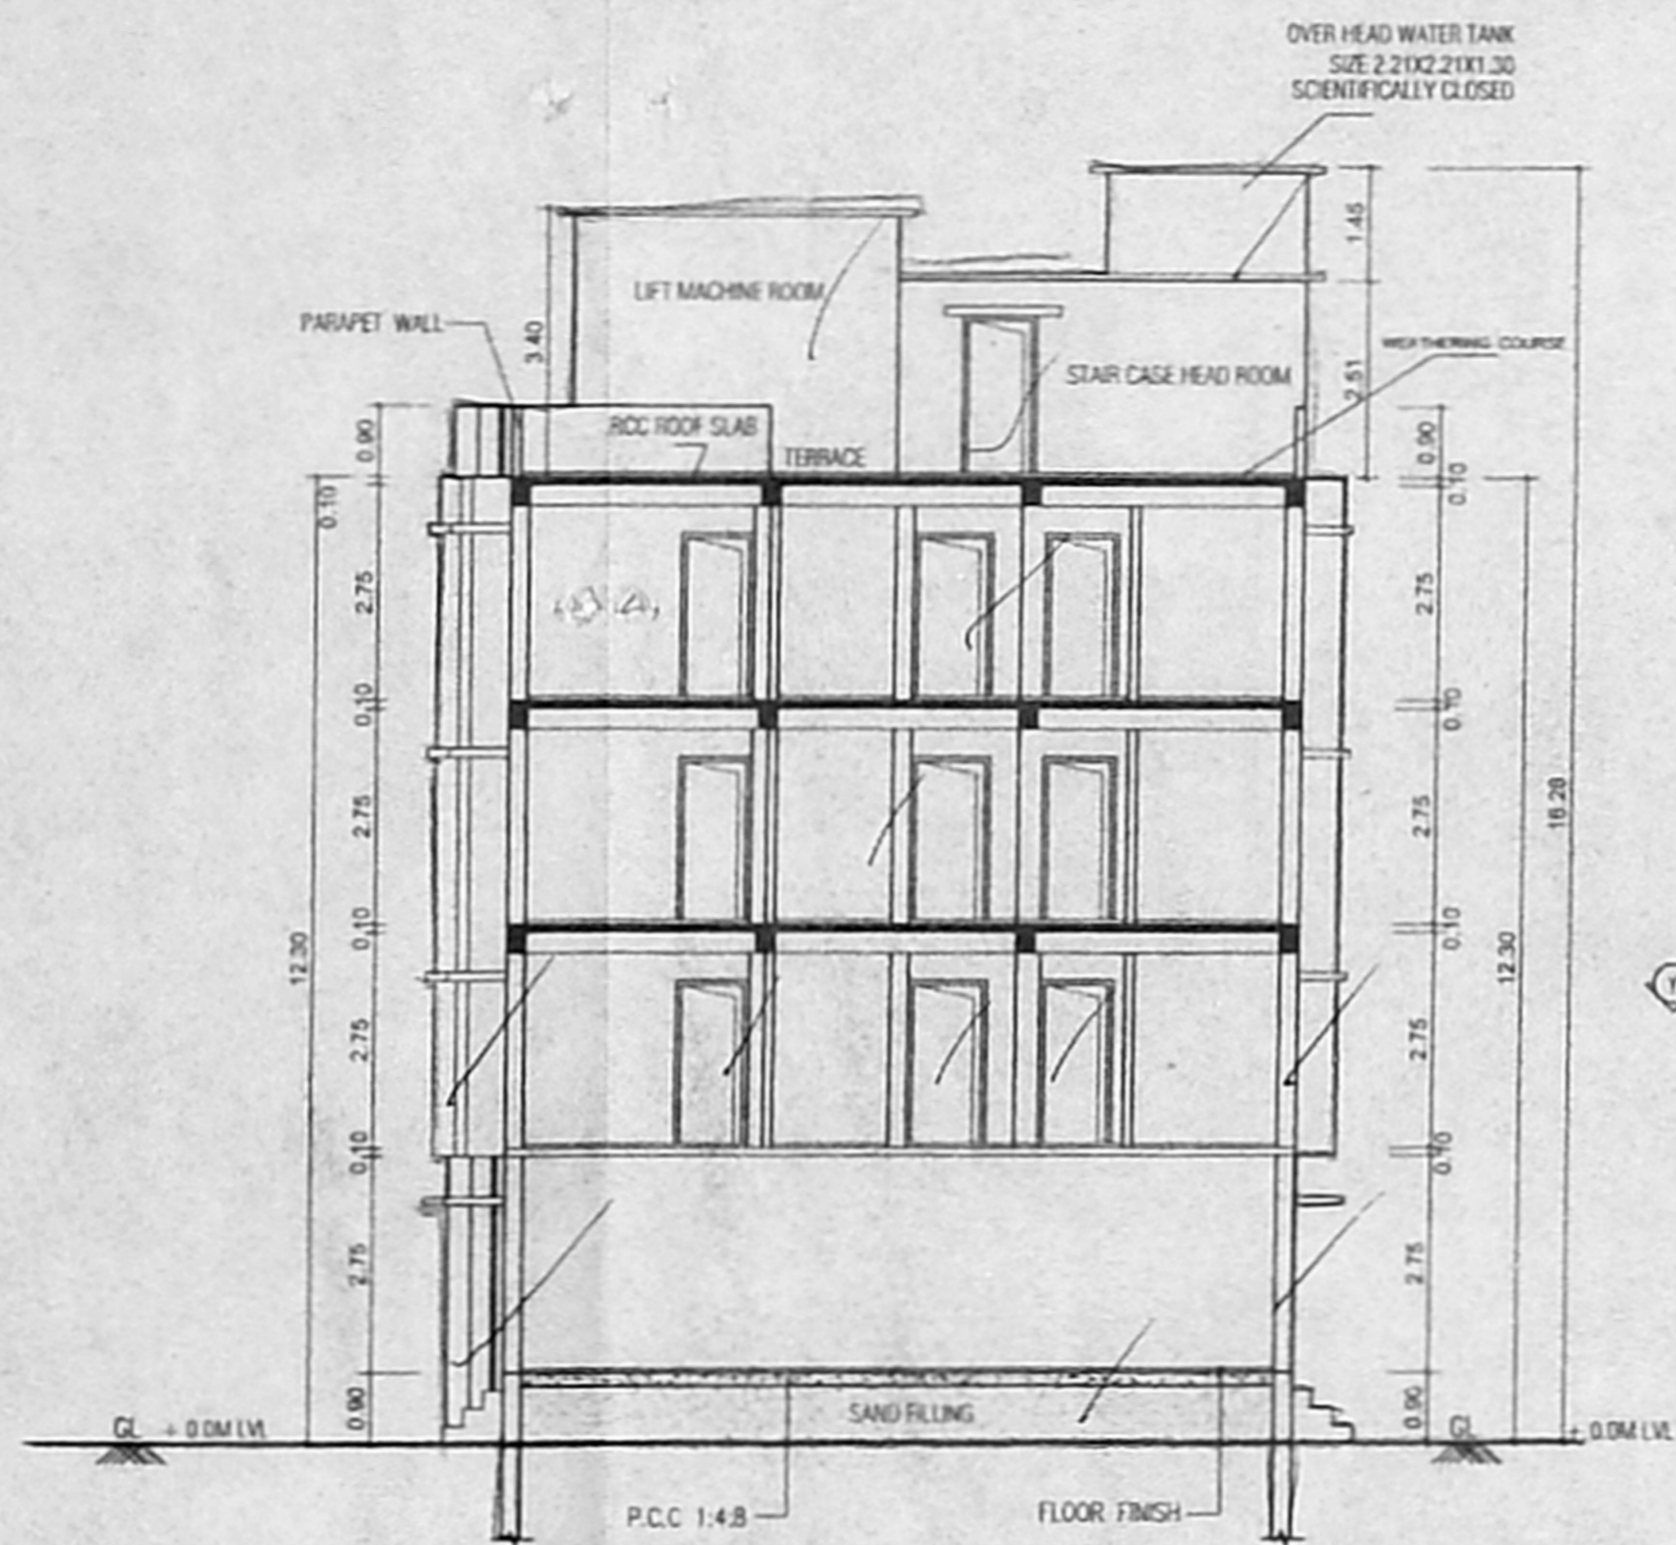 OVER HEAD WATER TANK
SIZE 2.21X2.21X1.30
SCIENTIFICALLY CLOSED
1.45
LIFT MACHINE ROOM
PARAPET WALL
3.40
WEATHERING COURSE
STAIR CASE HEAD ROOM
2.51
RCC ROOF SLAB
TERRACE
0.90
0.90
0.10
0.10
2.75
2.75
0.10
0.10
2.75
2.75
16.28
0.10
0.10
12.30
12.30
2.75
2.75
0.10
0.10
2.75
2.75
0.90
0.90
SAND FILLING
GL + 0.0M LVL
GL + 0.0M LVL
P.C.C 1:4:8
FLOOR FINISH